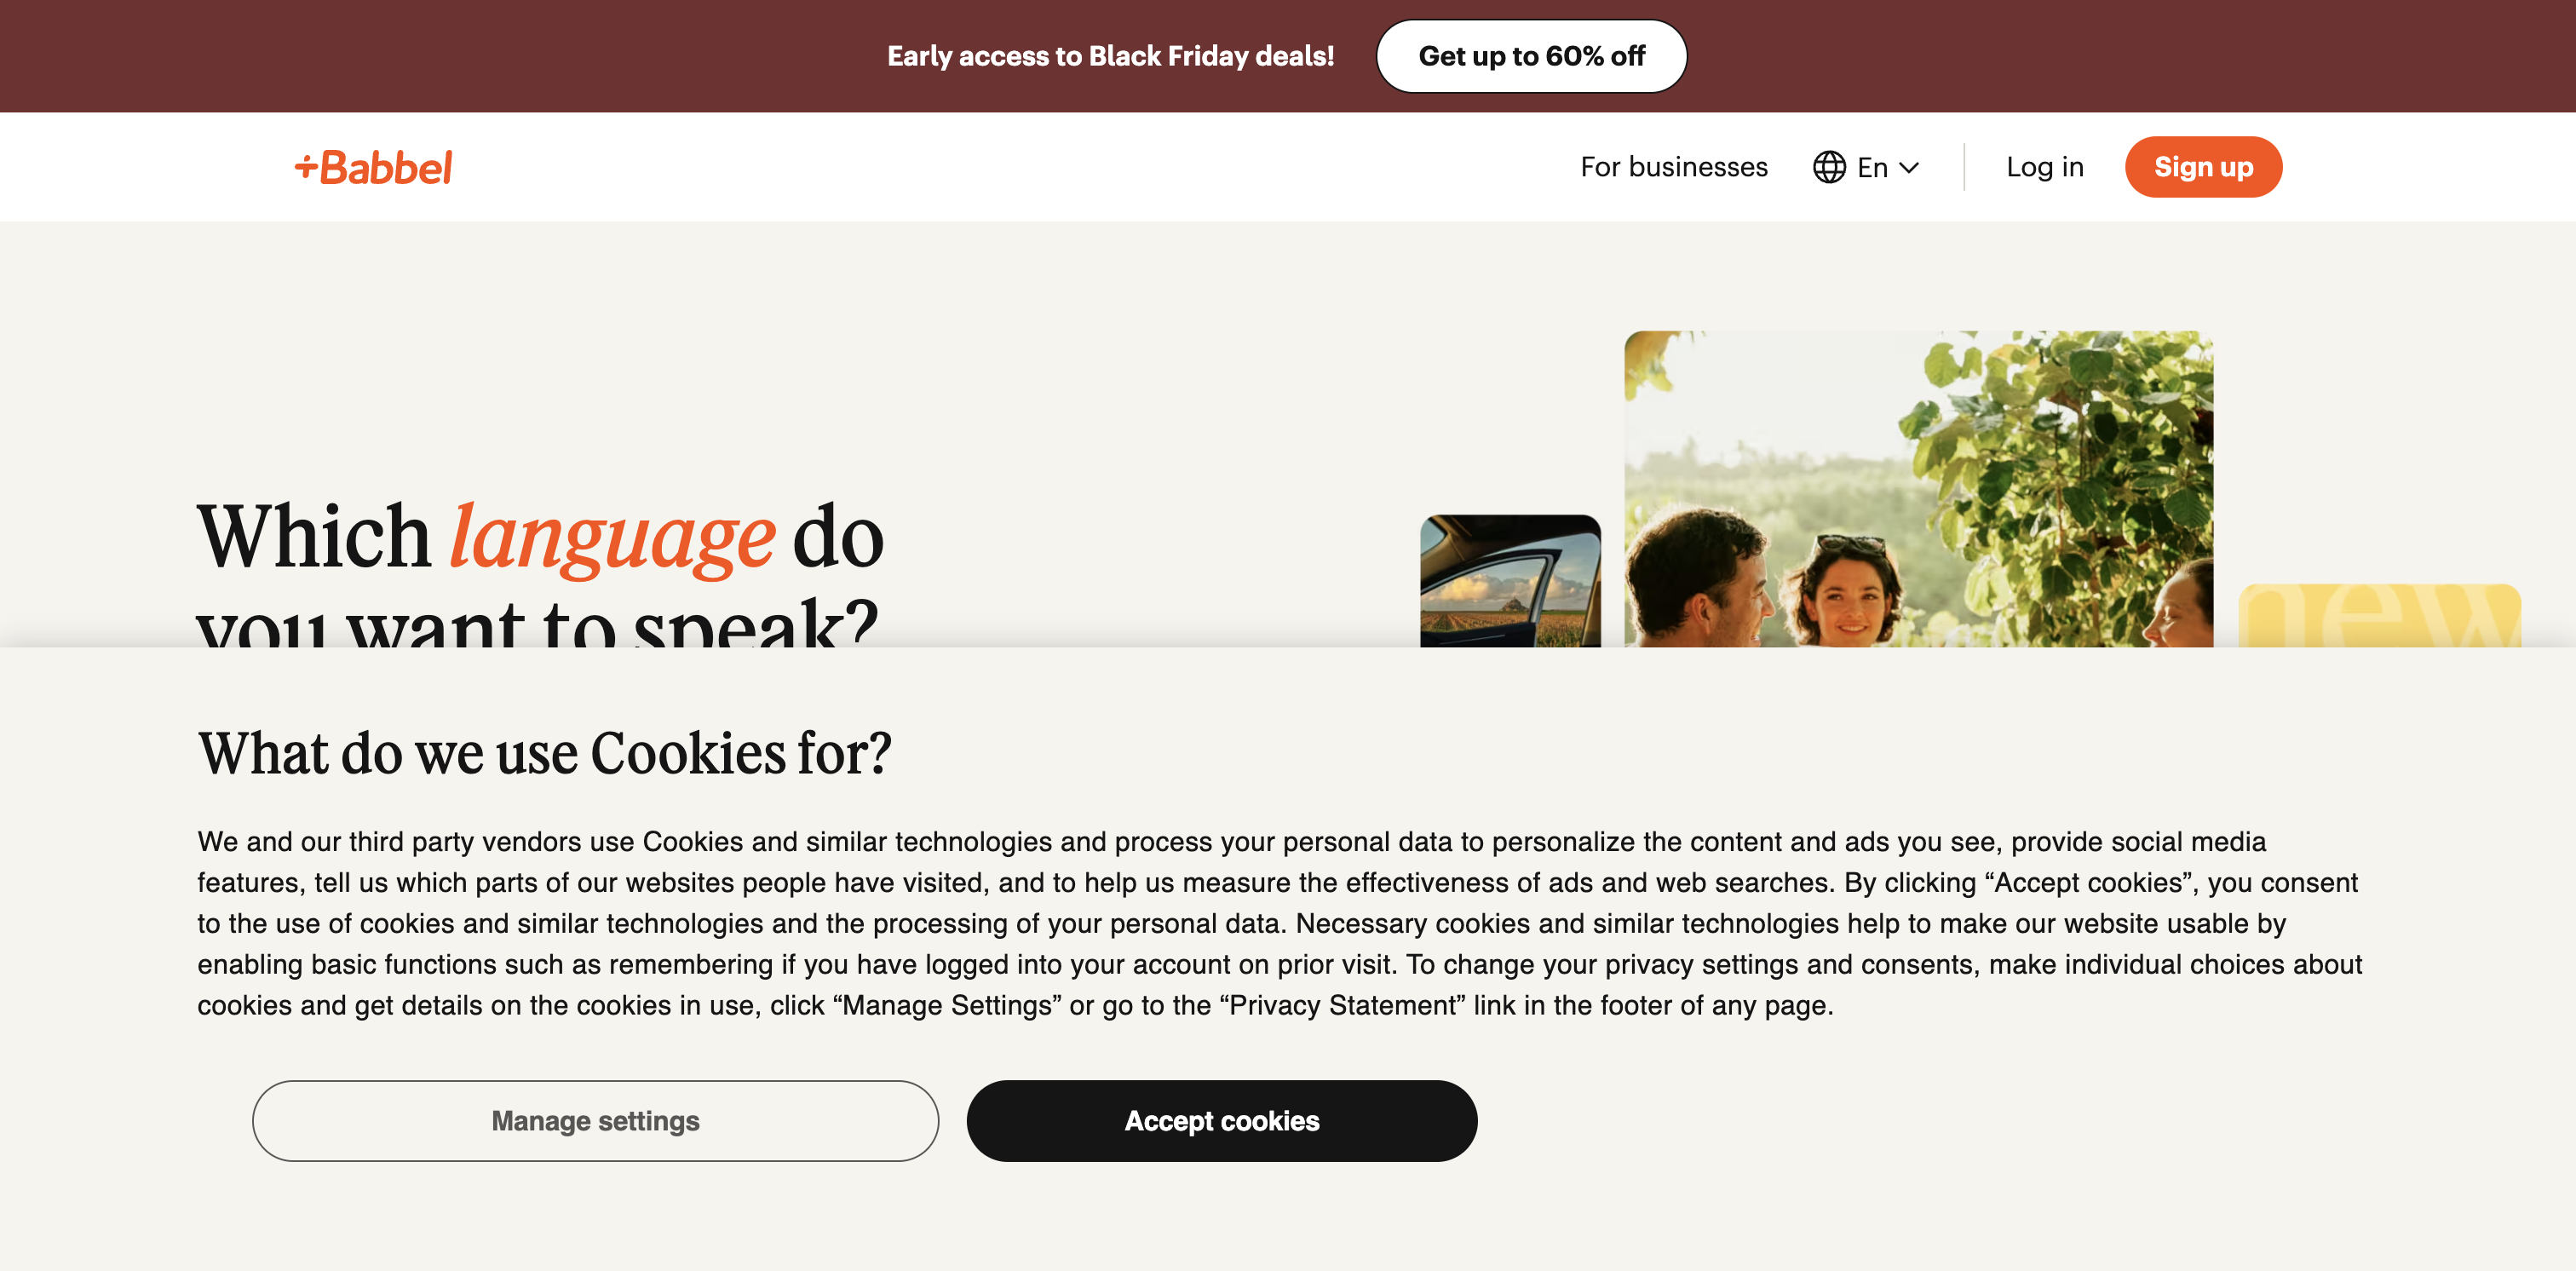 Early access to Black Friday deals!
Get up to 60% off
+Babbel
For businesses
En
Log in
Sign up
Which language do
you want to speak?
new
What do we use Cookies for?
We and our third party vendors use Cookies and similar technologies and process your personal data to personalize the content and ads you see, provide social media
features, tell us which parts of our websites people have visited, and to help us measure the effectiveness of ads and web searches. By clicking “Accept cookies”, you consent
to the use of cookies and similar technologies and the processing of your personal data. Necessary cookies and similar technologies help to make our website usable by
enabling basic functions such as remembering if you have logged into your account on prior visit. To change your privacy settings and consents, make individual choices about
cookies and get details on the cookies in use, click “Manage Settings” or go to the “Privacy Statement” link in the footer of any page.
Manage settings
Accept cookies